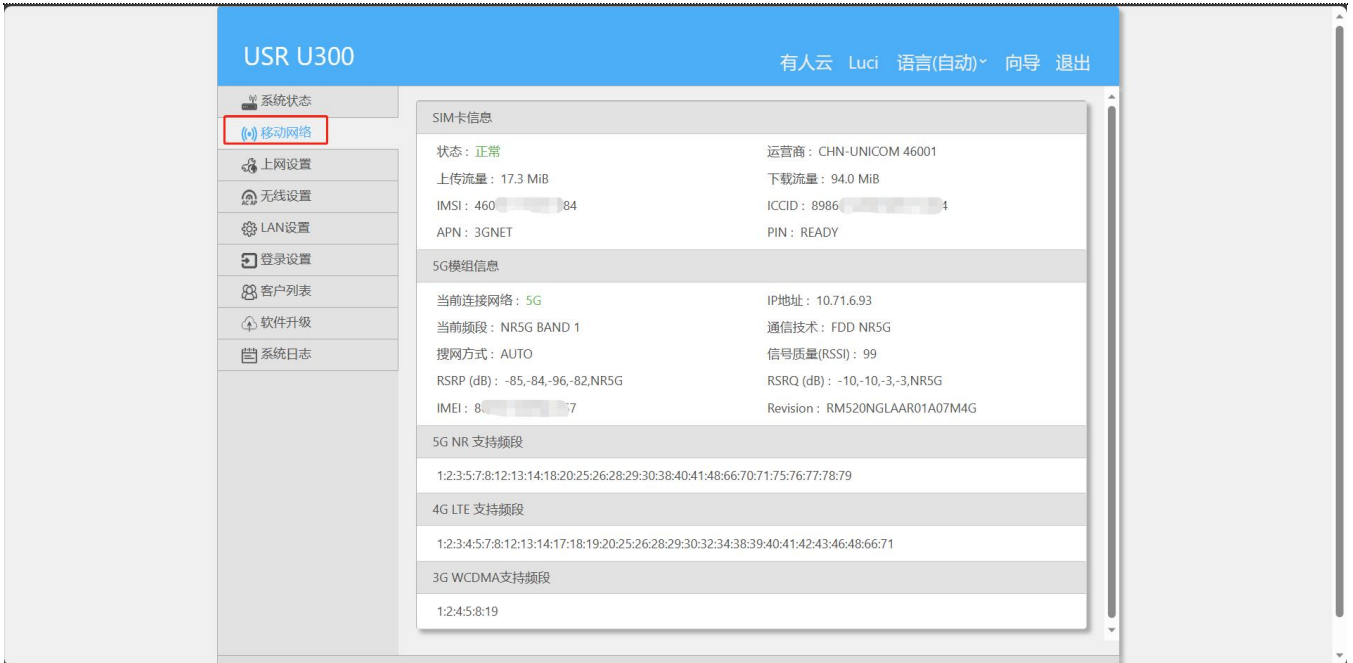 USR U300
有人云 Luci 语言(自动) 向导 退出
系统状态
移动网络
上网设置
无线设置
LAN设置
登录设置
客户列表
软件升级
系统日志
SIM卡信息
状态 : 正常 运营商 : CHN-UNICOM 46001
上传流量 : 17.3 MiB 下载流量 : 94.0 MiB
IMSI : 460 84 ICCID : 8986 4
APN : 3GNET PIN : READY
5G模组信息
当前连接网络 : 5G IP地址 : 10.71.6.93
当前频段 : NR5G BAND 1 通信技术 : FDD NR5G
搜网方式 : AUTO 信号质量(RSSI) : 99
RSRP (dB) : -85,-84,-96,-82,NR5G RSRQ (dB) : -10,-10,-3,-3,NR5G
IMEI : 8 7 Revision : RM520NGLAAR01A07M4G
5G NR 支持频段
1:2:3:5:7:8:12:13:14:18:20:25:26:28:29:30:38:40:41:48:66:70:71:75:76:77:78:79
4G LTE 支持频段
1:2:3:4:5:7:8:12:13:14:17:18:19:20:25:26:28:29:30:32:34:38:39:40:41:42:43:46:48:66:71
3G WCDMA支持频段
1:2:4:5:8:19